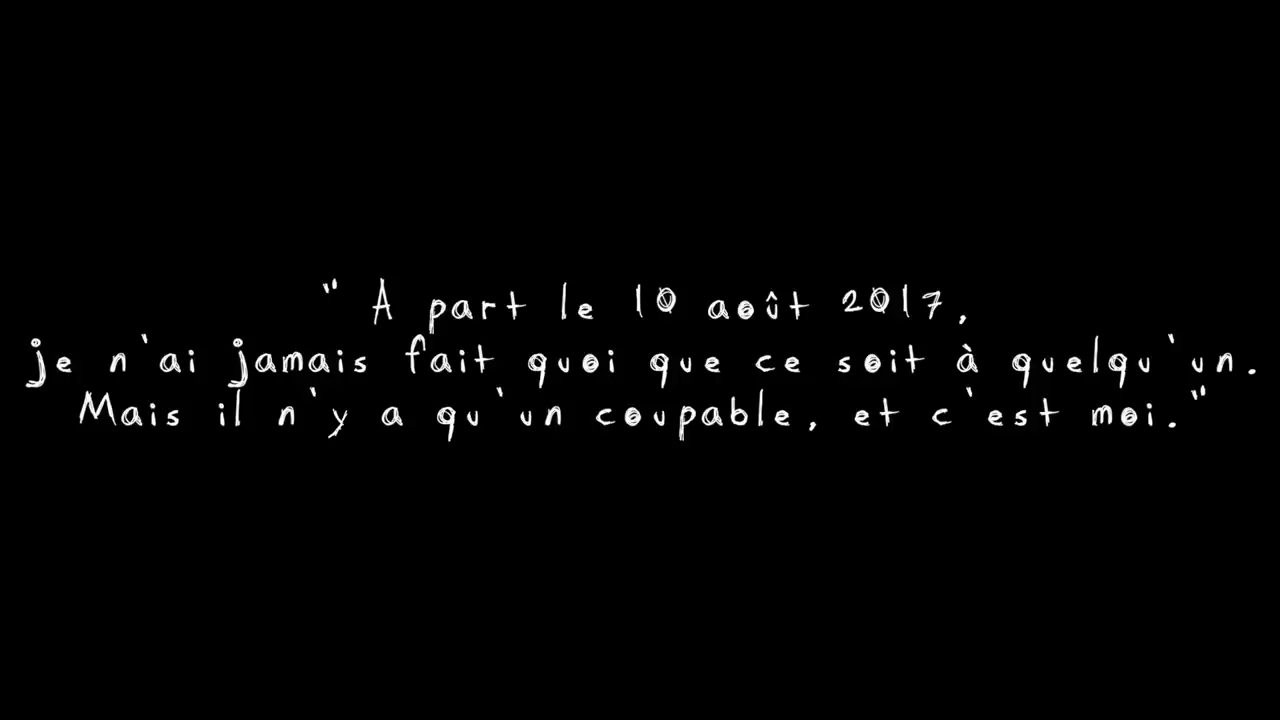 " A part le 10 août 2017,
je n'ai jamais fait quoi que ce soit à quelqu'un.
Mais il n'y a qu'un coupable, et c'est moi."